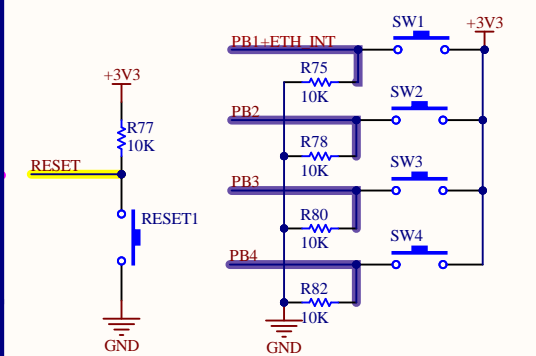 +3V3
R77
10K
RESET
RESET1
GND
SW1
+3V3
PB1+ETH_INT
R75
10K
SW2
PB2
R78
10K
SW3
PB3
R80
10K
SW4
PB4
R82
10K
GND